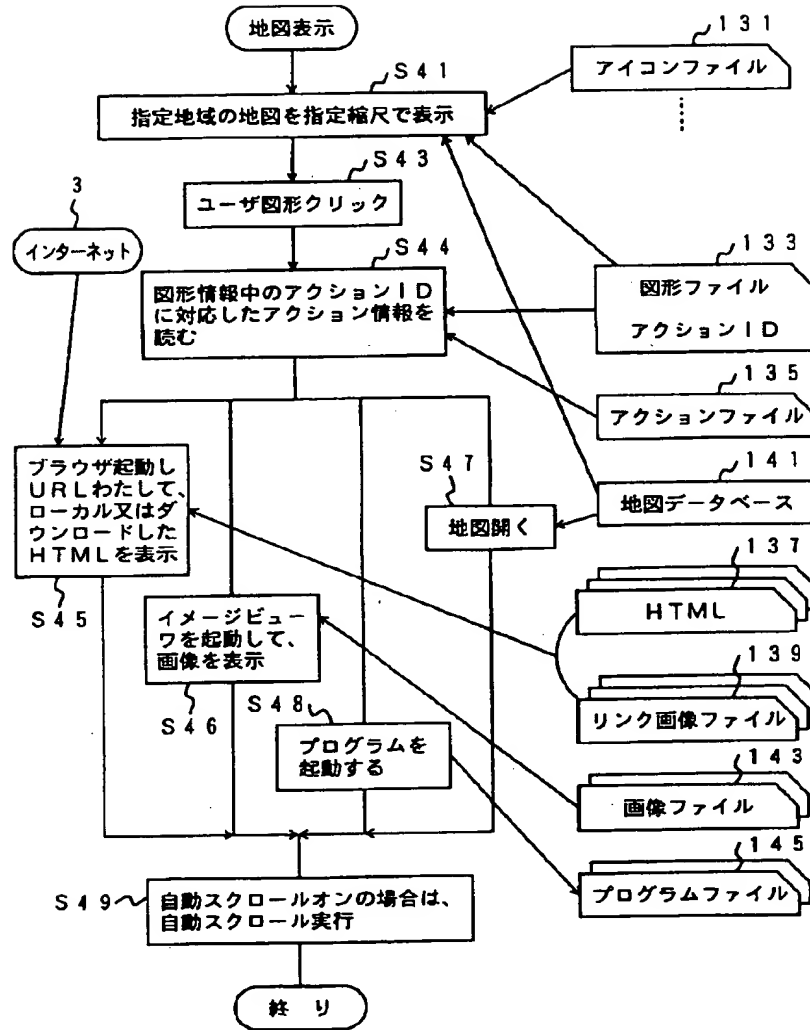 地図表示
S41
指定地域の地図を指定縮尺で表示
131
アイコンファイル
S43
ユーザ図形クリック
3
インターネット
S44
図形情報中のアクションID
に対応したアクション情報を
読む
133
図形ファイル
アクションID
135
アクションファイル
141
地図データベース
ブラウザ起動し
URLわたして、
ローカル又はダ
ウンロードした
HTMLを表示
S45
S47
地図開く
137
HTML
イメージビュー
ワを起動して、
画像を表示
S46
139
リンク画像ファイル
S48
プログラムを
起動する
143
画像ファイル
145
プログラムファイル
S49
自動スクロールオンの場合は、
自動スクロール実行
終り